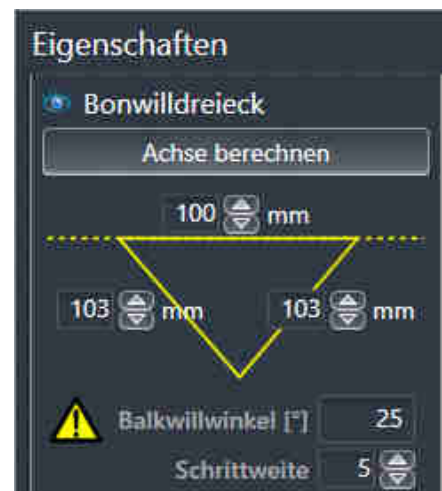 Eigenschaften
Bonwilldreieck
Achse berechnen
100 mm
103 mm 103 mm
Balkwillwinkel [°] 25
Schrittweite 5